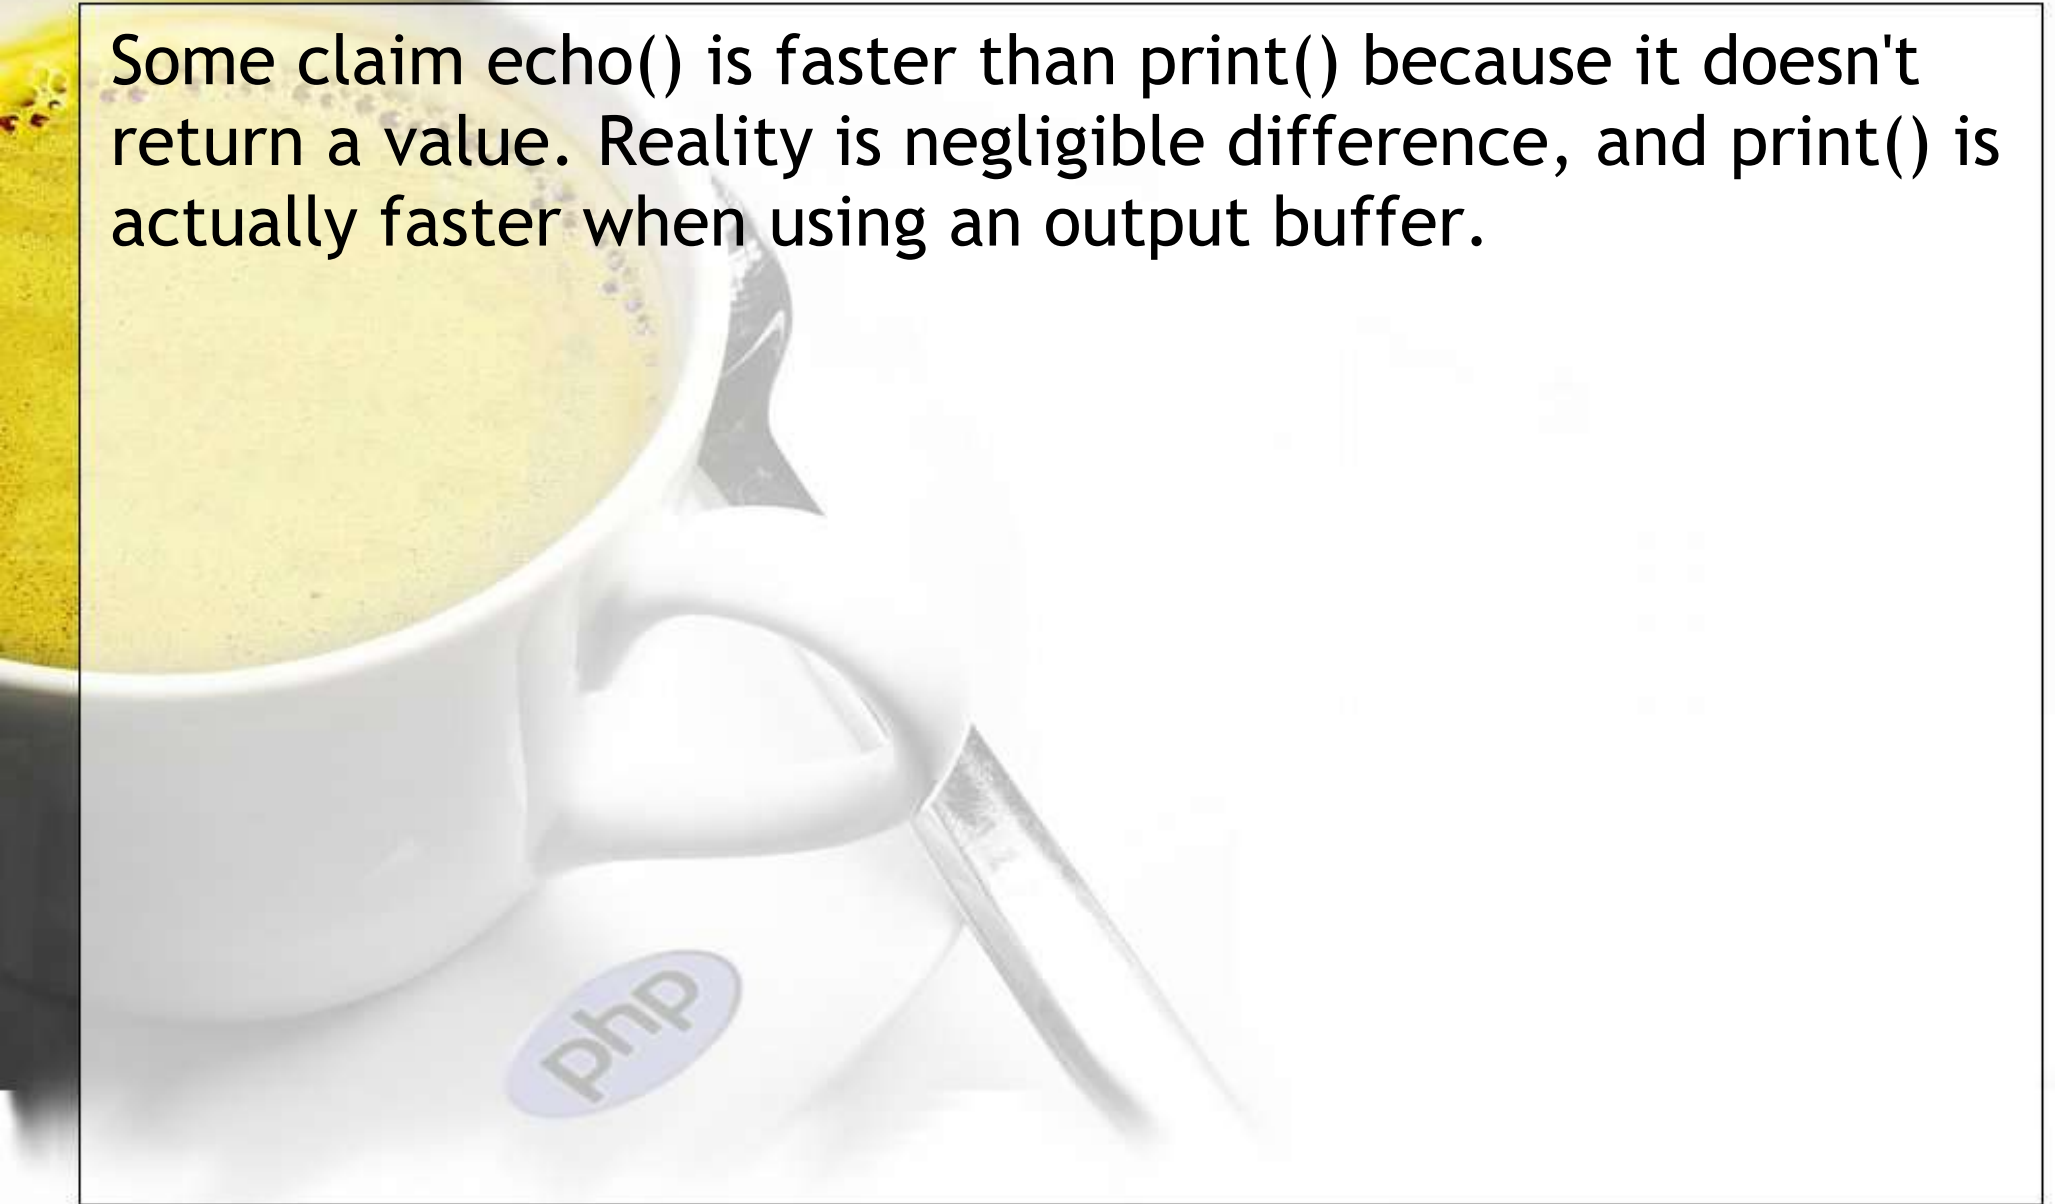 Some claim echo() is faster than print() because it doesn't
return a value. Reality is negligible difference, and print() is
actually faster when using an output buffer.
php